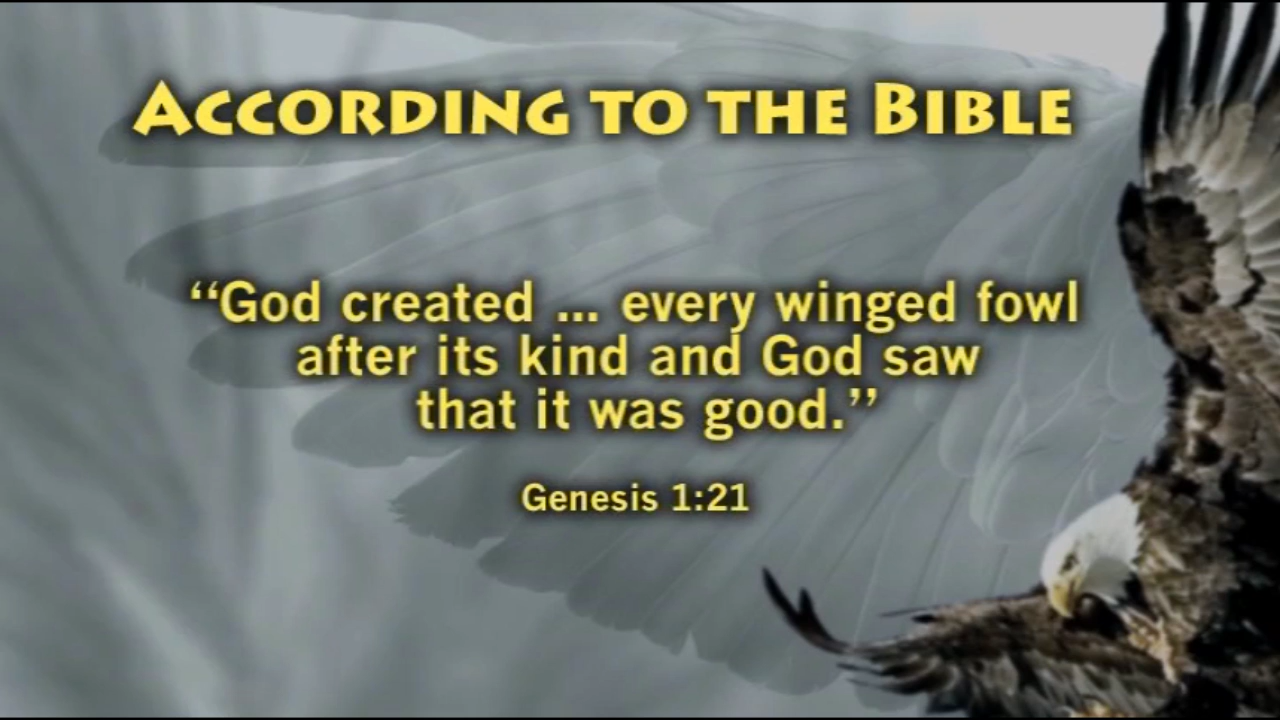 According to the Bible
“God created ... every winged fowl
after its kind and God saw
that it was good.”
Genesis 1:21